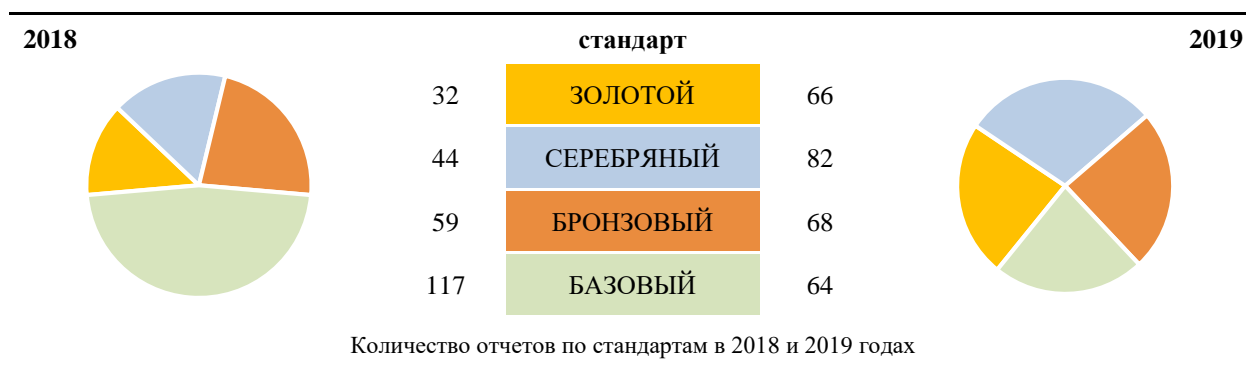 2018 стандарт 2019
32 ЗОЛОТОЙ 66
44 СЕРЕБРЯНЫЙ 82
59 БРОНЗОВЫЙ 68
117 БАЗОВЫЙ 64
Количество отчетов по стандартам в 2018 и 2019 годах